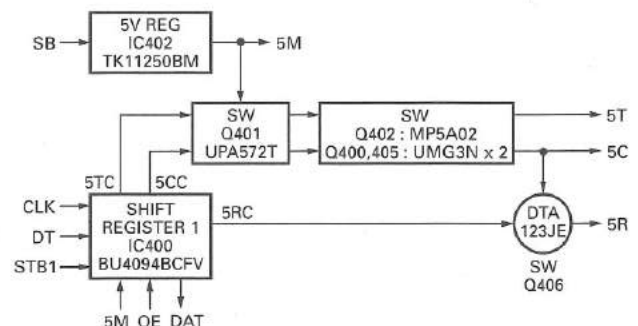 5V REG
IC402
TK11250BM
SB
5M
SW
Q401
UPA572T
SW
Q402 : MP5A02
Q400,405 : UMG3N x 2
5T
5C
5TC
5CC
CLK
DT
STB1
SHIFT
REGISTER 1
IC400
BU4094BCFV
5RC
DTA
123JE
5R
SW
Q406
5M
OE
DAT